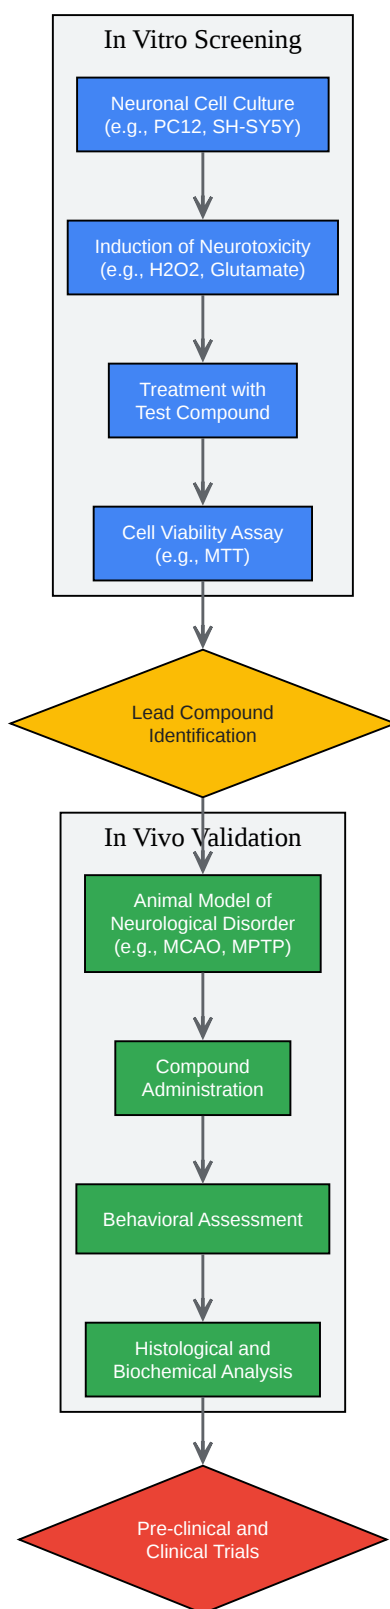 In Vitro Screening
Neuronal Cell Culture
(e.g., PC12, SH-SY5Y)
Induction of Neurotoxicity
(e.g., H2O2, Glutamate)
Treatment with
Test Compound
Cell Viability Assay
(e.g., MTT)
Lead Compound
Identification
In Vivo Validation
Animal Model of
Neurological Disorder
(e.g., MCAO, MPTP)
Compound
Administration
Behavioral Assessment
Histological and
Biochemical Analysis
Pre-clinical and
Clinical Trials